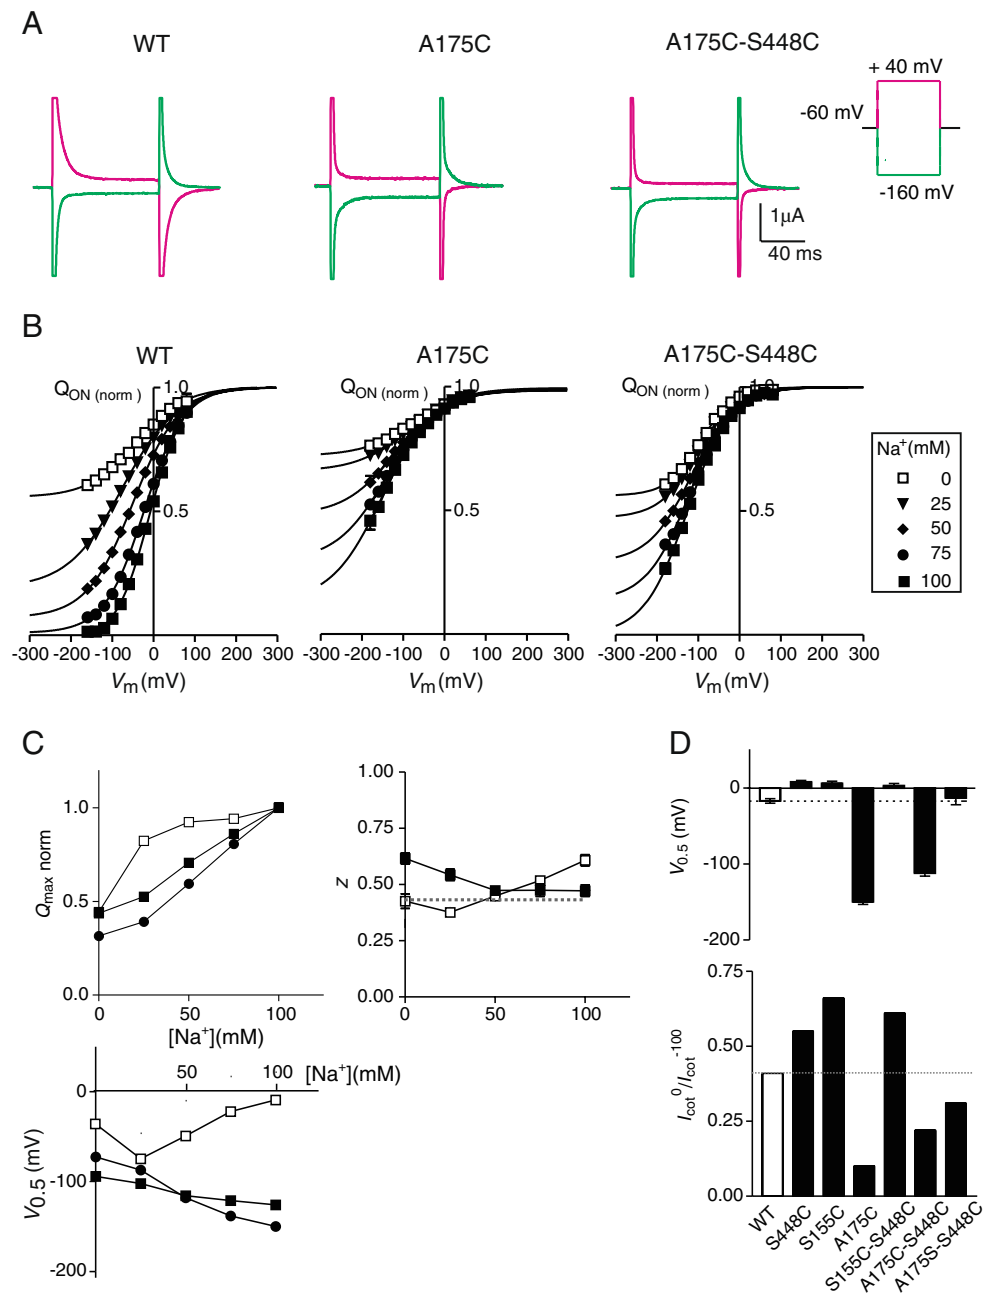 A
WT
A175C
A175C-S448C
+ 40 mV
-60 mV
-160 mV
1μA
40 ms
B
WT
A175C
A175C-S448C
QON (norm )
1.0
0.5
-300 -200 -100 0 100 200 300
Vm(mV)
QON (norm )
1.0
0.5
-300 -200 -100 0 100 200 300
Vm(mV)
QON (norm )
1.0
0.5
-300 -200 -100 0 100 200 300
Vm(mV)
Na+(mM)
0
25
50
75
100
C
Qmax norm
1.0
0.5
0.0
0 50 100
[Na+](mM)
z
1.00
0.75
0.50
0.25
0.00
0 50 100
[Na+](mM)
50 100
V0.5 (mV)
0
-100
-200
D
V0.5 (mV)
0
-100
-200
Icot0/Icot-100
0.75
0.50
0.25
0.00
WT
S448C
S155C
A175C
S155C-S448C
A175C-S448C
A175S-S448C